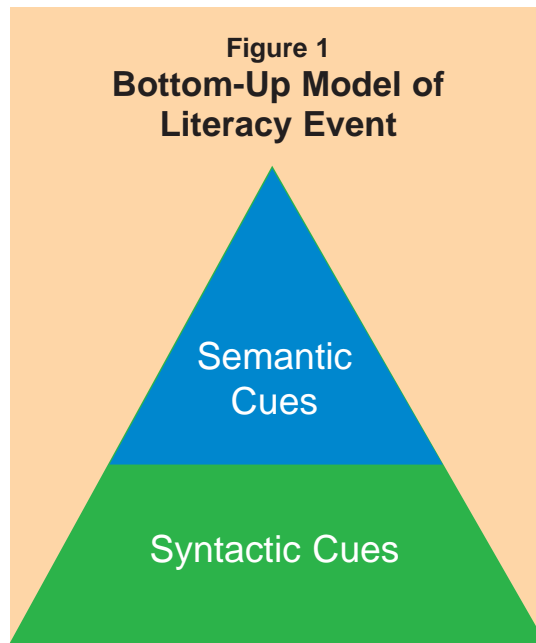 Figure 1
Bottom-Up Model of
Literacy Event
Semantic
Cues
Syntactic Cues